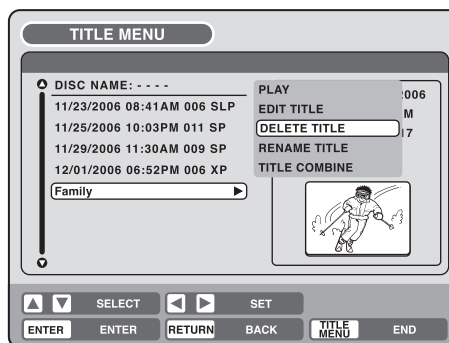 TITLE MENU
DISC NAME: - - - -
11/23/2006 08:41AM 006 SLP
11/25/2006 10:03PM 011 SP
11/29/2006 11:30AM 009 SP
12/01/2006 06:52PM 006 XP
Family
PLAY
EDIT TITLE
DELETE TITLE
RENAME TITLE
TITLE COMBINE
006
M
17
SELECT SET
ENTER ENTER RETURN BACK TITLE MENU END